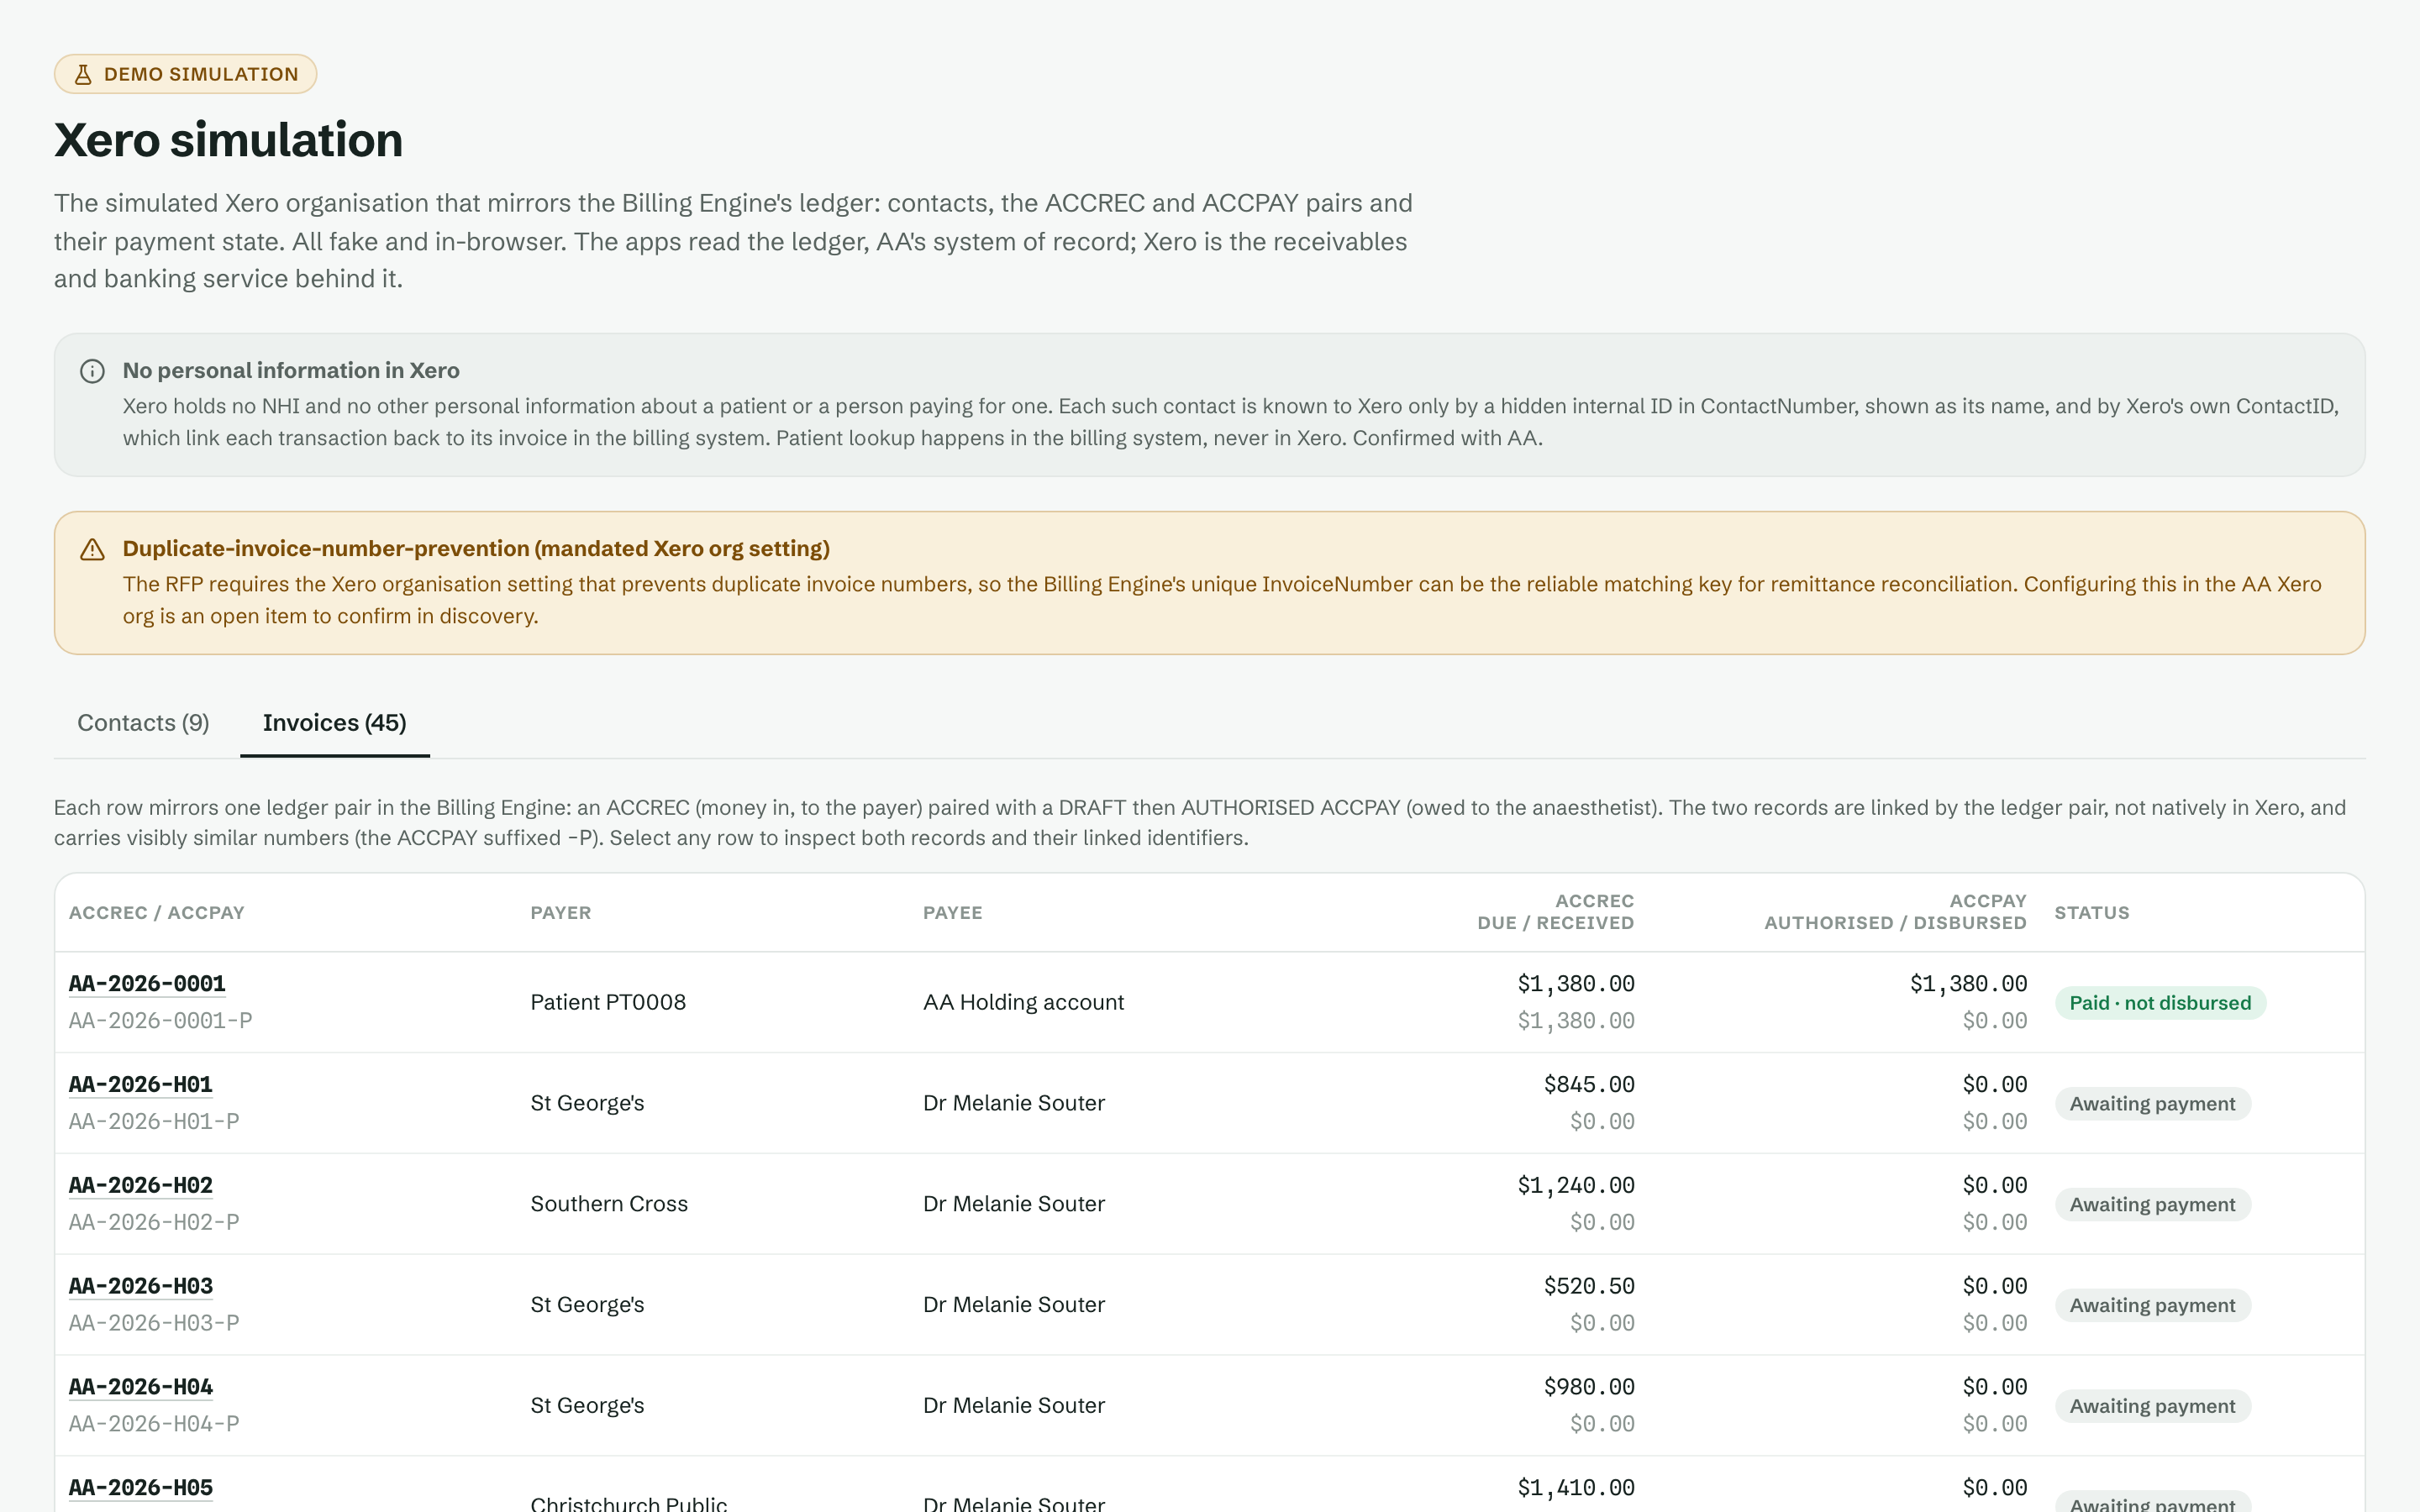 DEMO SIMULATION
Xero simulation
The simulated Xero organisation that mirrors the Billing Engine's ledger: contacts, the ACCREC and ACCPAY pairs and
their payment state. All fake and in-browser. The apps read the ledger, AA's system of record; Xero is the receivables
and banking service behind it.
No personal information in Xero
Xero holds no NHI and no other personal information about a patient or a person paying for one. Each such contact is known to Xero only by a hidden internal ID in ContactNumber, shown as its name, and by Xero's own ContactID,
which link each transaction back to its invoice in the billing system. Patient lookup happens in the billing system, never in Xero. Confirmed with AA.
Duplicate-invoice-number-prevention (mandated Xero org setting)
The RFP requires the Xero organisation setting that prevents duplicate invoice numbers, so the Billing Engine's unique InvoiceNumber can be the reliable matching key for remittance reconciliation. Configuring this in the AA Xero
org is an open item to confirm in discovery.
Contacts (9) Invoices (45)
Each row mirrors one ledger pair in the Billing Engine: an ACCREC (money in, to the payer) paired with a DRAFT then AUTHORISED ACCPAY (owed to the anaesthetist). The two records are linked by the ledger pair, not natively in Xero, and
carries visibly similar numbers (the ACCPAY suffixed -P). Select any row to inspect both records and their linked identifiers.
ACCREC / ACCPAY PAYER PAYEE ACCREC DUE / RECEIVED ACCPAY AUTHORISED / DISBURSED STATUS
AA-2026-0001 $1,380.00 $1,380.00
Patient PT0008 AA Holding account Paid · not disbursed
AA-2026-0001-P $1,380.00 $0.00
AA-2026-H01 $845.00 $0.00
St George's Dr Melanie Souter Awaiting payment
AA-2026-H01-P $0.00 $0.00
AA-2026-H02 $1,240.00 $0.00
Southern Cross Dr Melanie Souter Awaiting payment
AA-2026-H02-P $0.00 $0.00
AA-2026-H03 $520.50 $0.00
St George's Dr Melanie Souter Awaiting payment
AA-2026-H03-P $0.00 $0.00
AA-2026-H04 $980.00 $0.00
St George's Dr Melanie Souter Awaiting payment
AA-2026-H04-P $0.00 $0.00
AA-2026-H05 $1,410.00 $0.00
Christchurch Public Dr Melanie Souter Awaiting payment